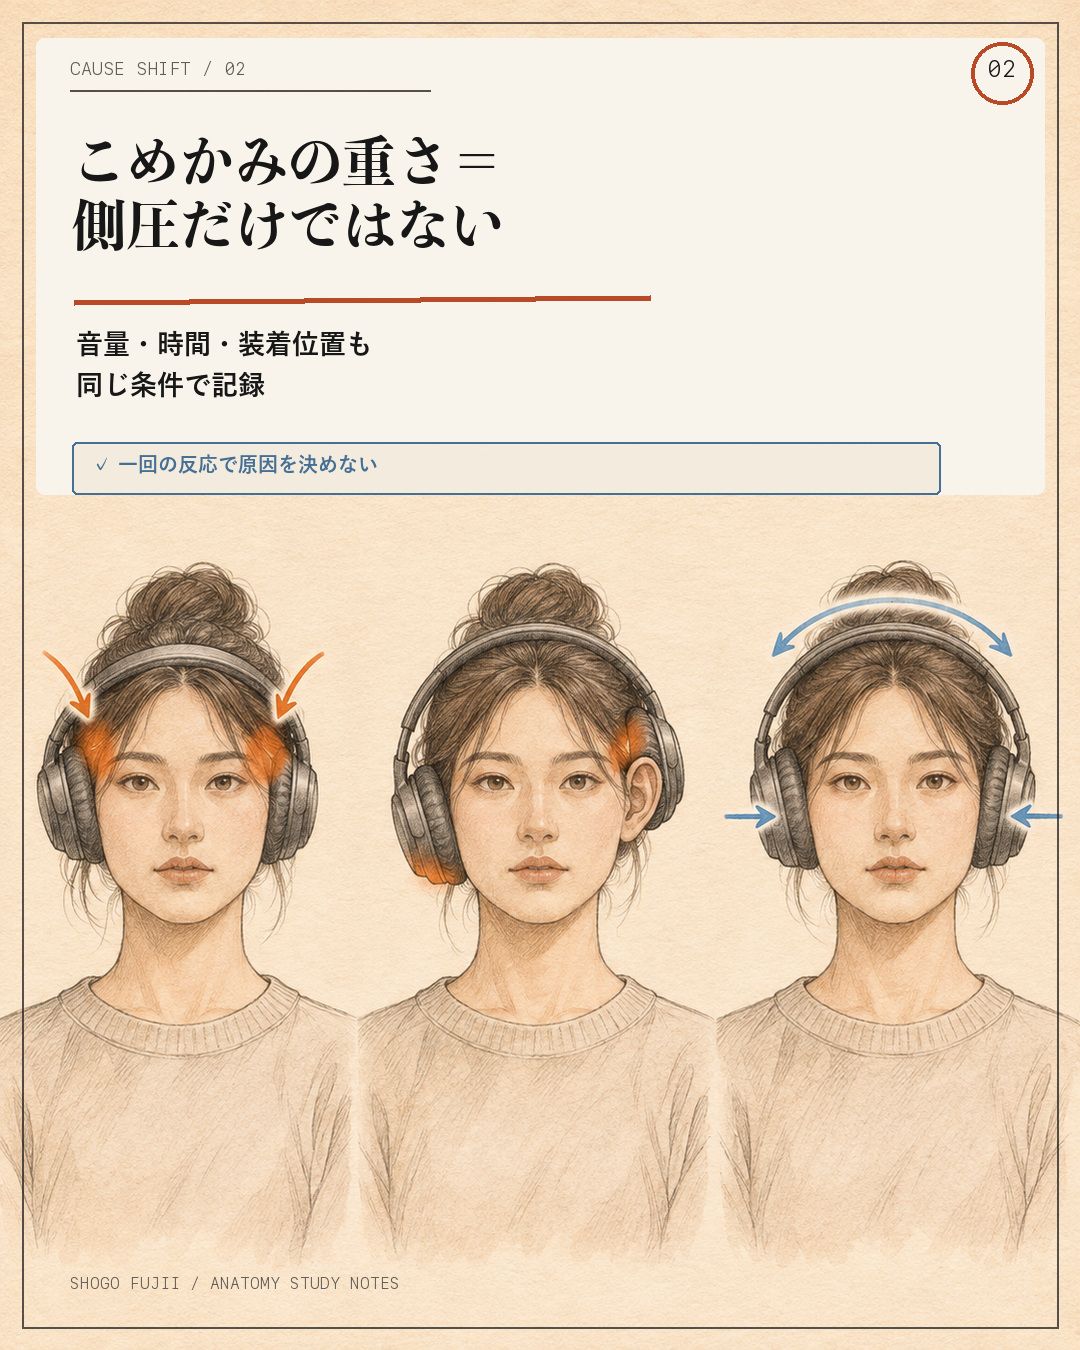 CAUSE SHIFT / 02
02
こめかみの重さ＝
側圧だけではない
音量・時間・装着位置も
同じ条件で記録
✓ 一回の反応で原因を決めない
SHOGO FUJII / ANATOMY STUDY NOTES